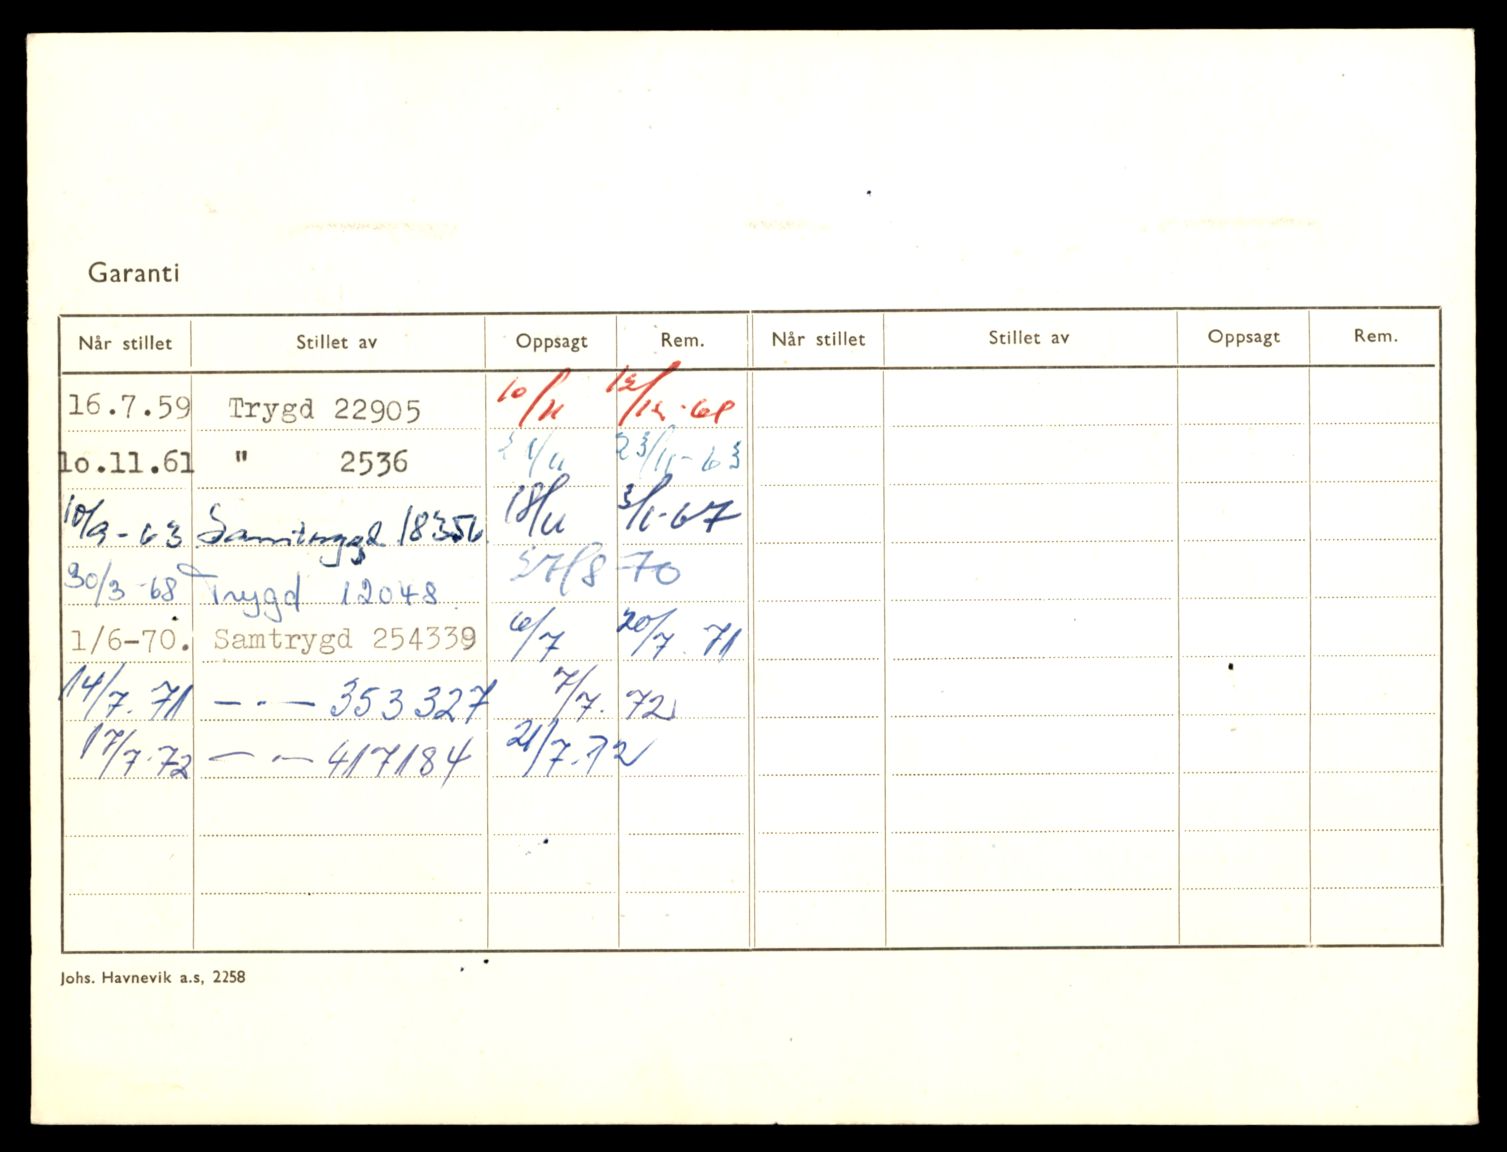 Garanti
Når stillet Stillet av Oppsagt Rem. Når stillet Stillet av Oppsagt Rem.
16.7.59 Trygd 22905 10/11
10.11.61 " 2536 23/11-63
10/9-63 Samtrygd 18356 18/11 3/1-67
30/3-68 Trygd 12048 27/8-70
1/6-70. Samtrygd 254339 6/7 20/7.71
14/7.71 — · — 353327 7/7.72
17/7.72 — · — 417184 21/7.72
Johs. Havnevik a.s, 2258